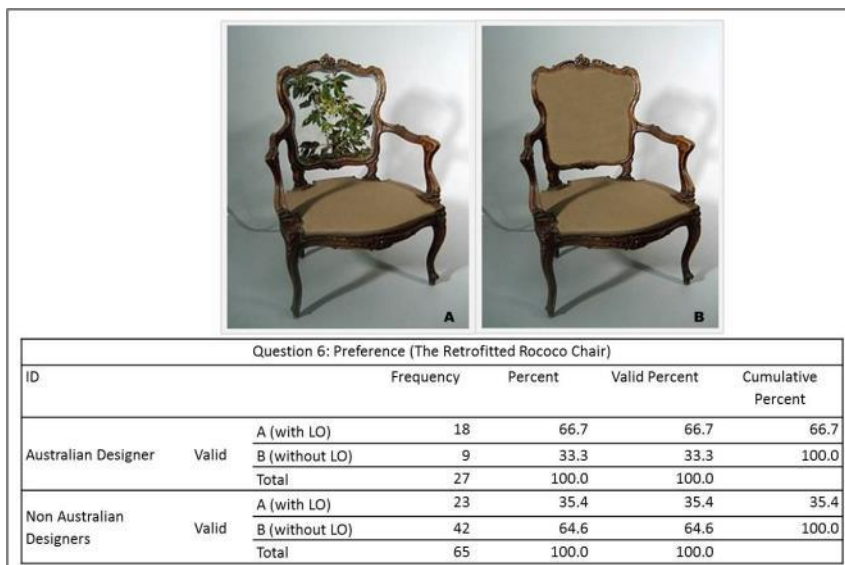 A B
Question 6: Preference (The Retrofitted Rococo Chair)
ID Frequency Percent Valid Percent Cumulative Percent
Australian Designer Valid A (with LO) 18 66.7 66.7 66.7
B (without LO) 9 33.3 33.3 100.0
Total 27 100.0 100.0
Non Australian Designers Valid A (with LO) 23 35.4 35.4 35.4
B (without LO) 42 64.6 64.6 100.0
Total 65 100.0 100.0